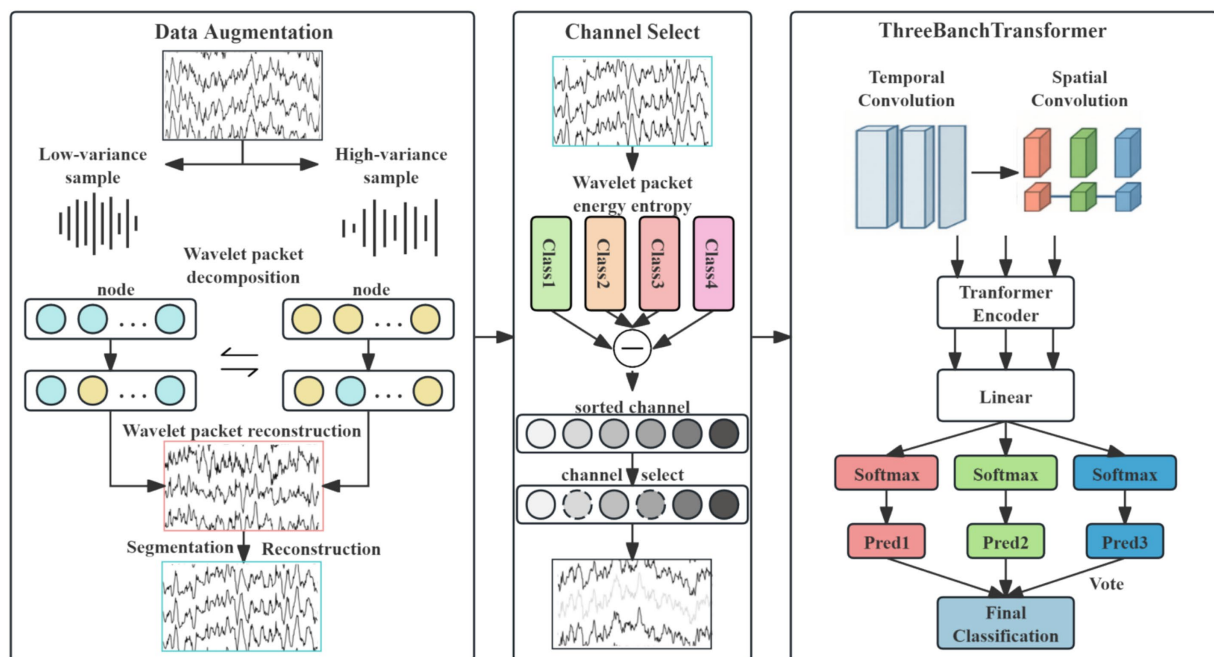 Data Augmentation
Low-variance
sample
High-variance
sample
Wavelet packet
decomposition
node
node
...
...
...
...
Wavelet packet reconstruction
Segmentation
Reconstruction
Channel Select
Wavelet packet
energy entropy
Class1
Class2
Class3
Class4
sorted channel
channel select
ThreeBanchTransformer
Temporal
Convolution
Spatial
Convolution
Tranformer
Encoder
Linear
Softmax
Softmax
Softmax
Pred1
Pred2
Pred3
Vote
Final
Classification